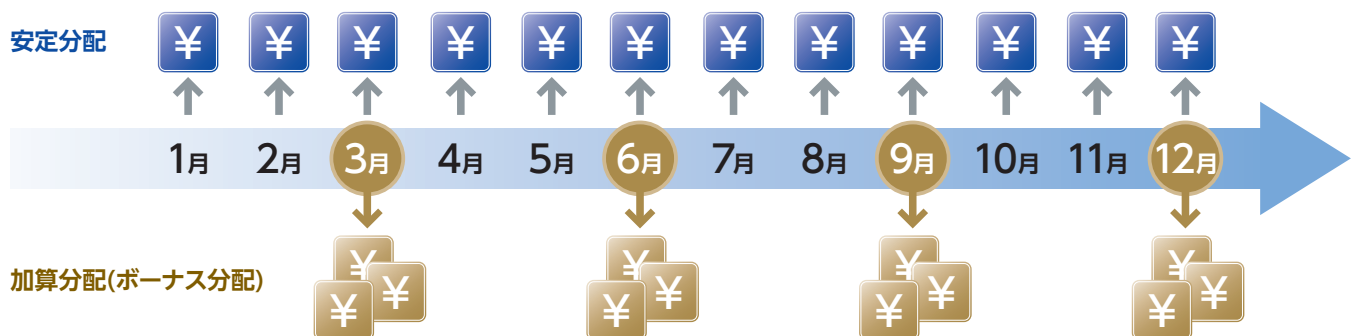 安定分配
¥ ¥ ¥ ¥ ¥ ¥ ¥ ¥ ¥ ¥ ¥ ¥
1月 2月 3月 4月 5月 6月 7月 8月 9月 10月 11月 12月
加算分配(ボーナス分配)
¥ ¥ ¥ ¥ ¥ ¥ ¥ ¥ ¥ ¥ ¥ ¥